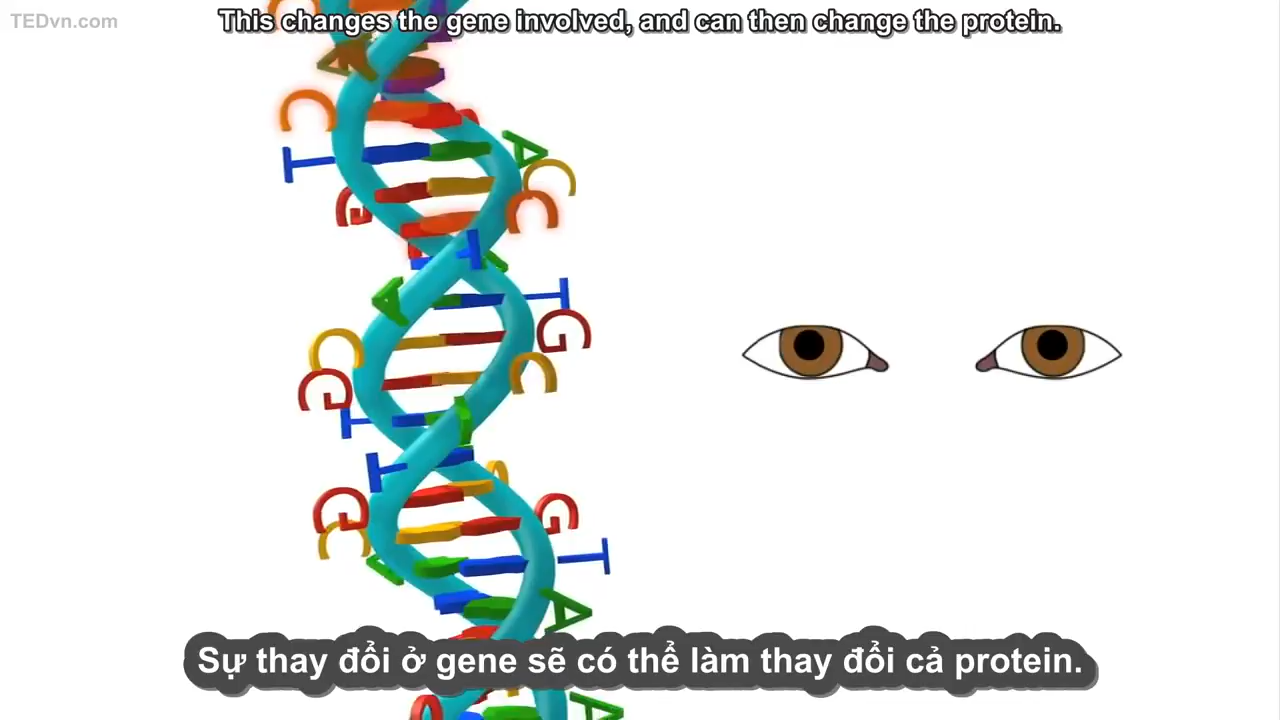 TEDvn.com
This changes the gene involved, and can then change the protein.
A
C
T
A
C
G
C
T
A
A
T
C
G
G
C
T
T
G
C
G
A
T
A
A
Sự thay đổi ở gene sẽ có thể làm thay đổi cả protein.